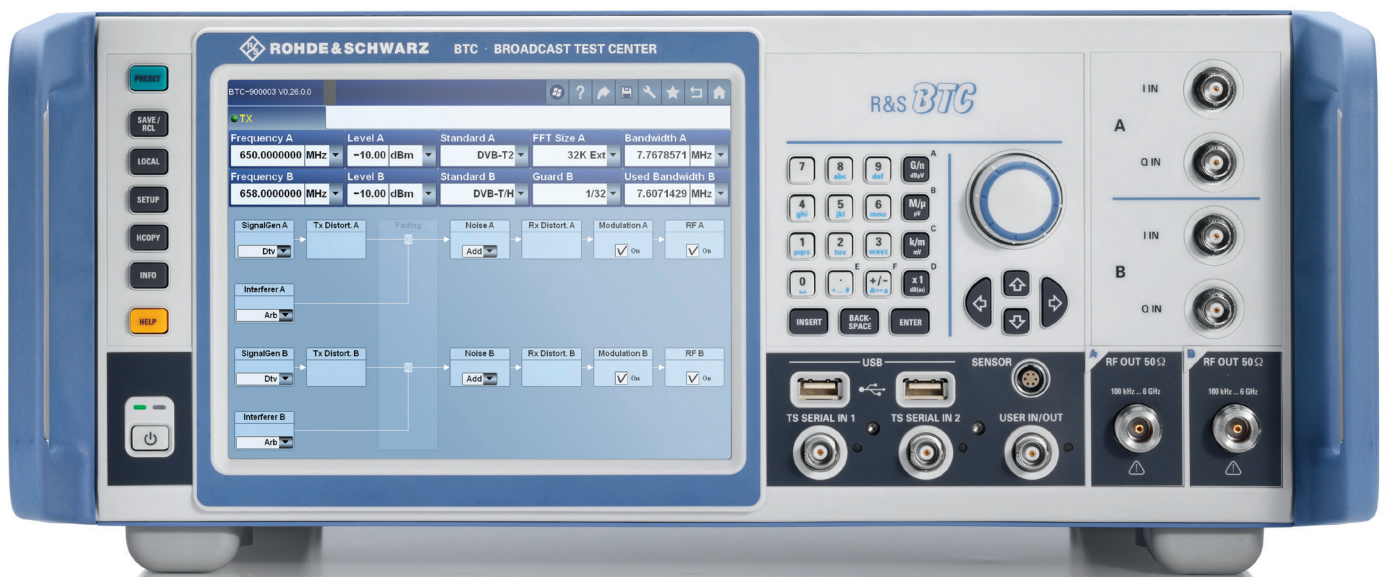 ROHDE&SCHWARZ BTC · BROADCAST TEST CENTER
PRESET
SAVE/
RCL
LOCAL
SETUP
HCOPY
INFO
HELP
BTC-900003 V0.26.0.0
TX
Frequency A Level A Standard A FFT Size A Bandwidth A
650.0000000 MHz -10.00 dBm DVB-T2 32K Ext 7.7678571 MHz
Frequency B Level B Standard B Guard B Used Bandwidth B
658.0000000 MHz -10.00 dBm DVB-T/H 1/32 7.6071429 MHz
SignalGen A Tx Distort. A Fading Noise A Rx Distort. A Modulation A RF A
Dtv Add On On
Interferer A
Arb
SignalGen B Tx Distort. B Noise B Rx Distort. B Modulation B RF B
Dtv Add On On
Interferer B
Arb
R&S BTC
7 8 9 G/n A
abc def dBµV
4 5 6 M/µ B
ghi jkl mno µV
1 2 3 k/m C
pqrs tuv wxyz mV
0 . E +/- F x1 D
dB(m)
INSERT BACK-
SPACE ENTER
USB
SENSOR
TS SERIAL IN 1 TS SERIAL IN 2 USER IN/OUT
I IN
A
Q IN
I IN
B
Q IN
A RF OUT 50 Ω B RF OUT 50 Ω
100 kHz ... 6 GHz 100 kHz ... 6 GHz